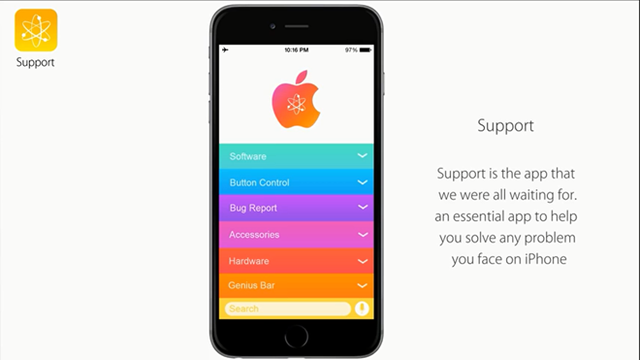 Support
10:16 PM
97%
Software
Button Control
Bug Report
Accessories
Hardware
Genius Bar
Search
Support
Support is the app that
we were all waiting for.
an essential app to help
you solve any problem
you face on iPhone